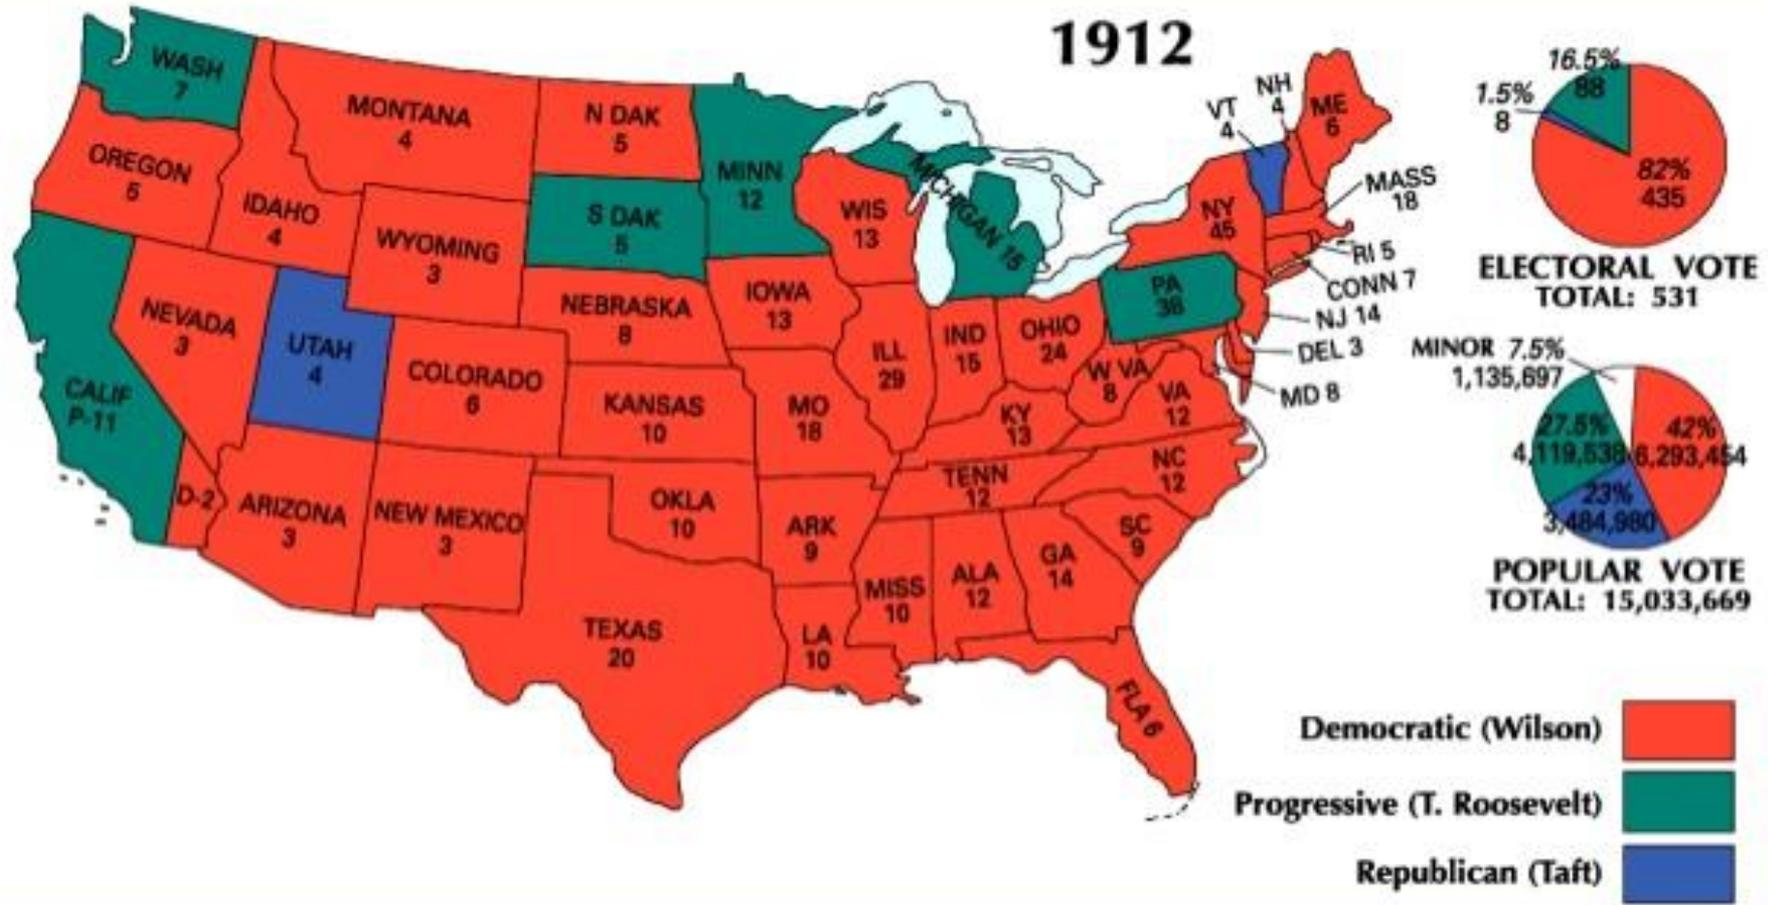 1912
WASH
7
MONTANA
4
N DAK
5
MINN
12
OREGON
5
IDAHO
4
WYOMING
3
S DAK
5
WIS
13
MICHIGAN 15
VT
4
NH
4
ME
6
MASS
18
NY
45
RI 5
CONN 7
NJ 14
DEL 3
MD 8
PA
38
NEVADA
3
UTAH
4
COLORADO
6
NEBRASKA
8
IOWA
13
ILL
29
IND
15
OHIO
24
W VA
8
VA
12
CALIF
P-11
D-2
KANSAS
10
MO
18
KY
13
TENN
12
NC
12
ARIZONA
3
NEW MEXICO
3
OKLA
10
ARK
9
SC
9
TEXAS
20
LA
10
MISS
10
ALA
12
GA
14
FLA 6
16.5%
88
1.5%
8
82%
435
ELECTORAL VOTE
TOTAL: 531
MINOR 7.5%
1,135,697
27.5%
4,119,538
42%
6,293,454
23%
3,484,980
POPULAR VOTE
TOTAL: 15,033,669
Democratic (Wilson)
Progressive (T. Roosevelt)
Republican (Taft)